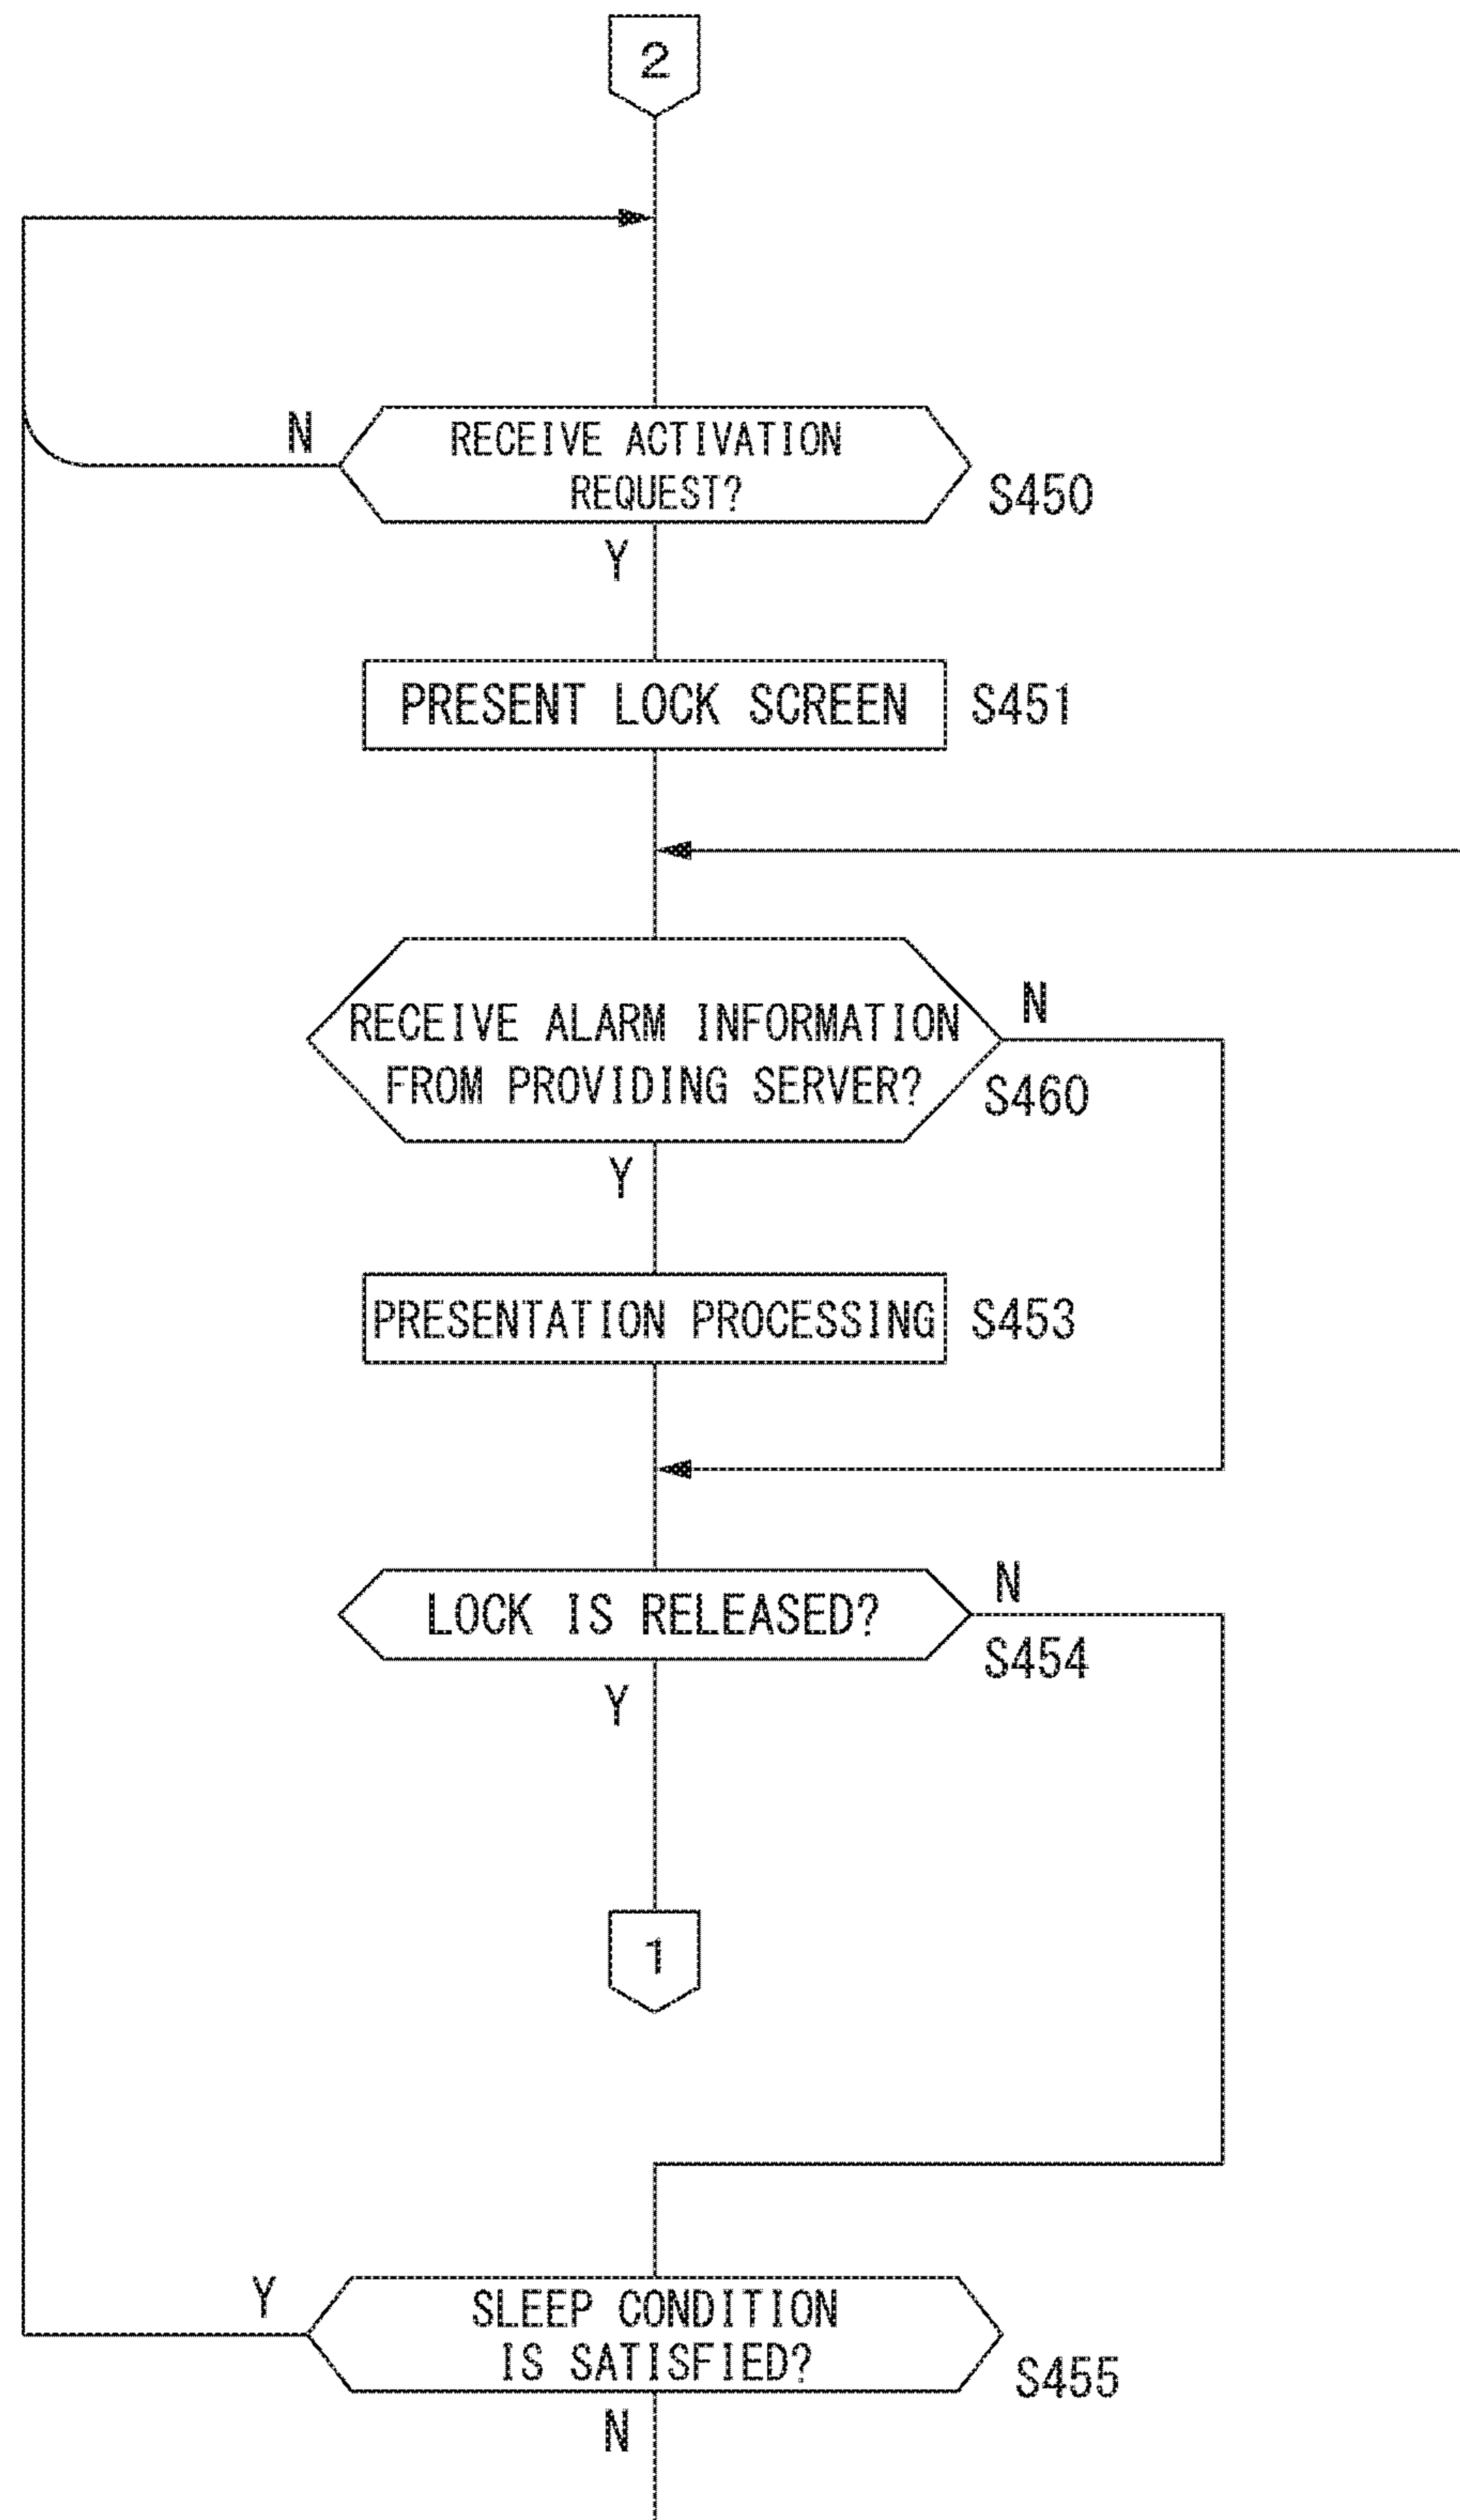 2
N
RECEIVE ACTIVATION
REQUEST?
S450
Y
PRESENT LOCK SCREEN
S451
N
RECEIVE ALARM INFORMATION
FROM PROVIDING SERVER?
S460
Y
PRESENTATION PROCESSING
S453
N
LOCK IS RELEASED?
S454
Y
1
Y
SLEEP CONDITION
IS SATISFIED?
S455
N